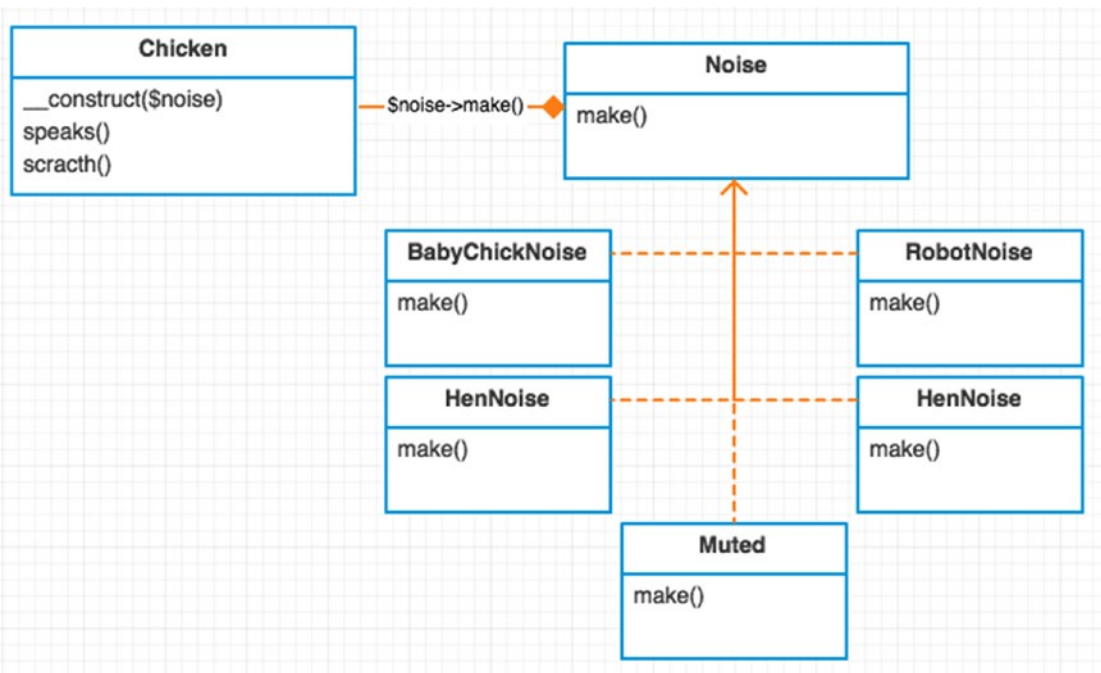 Chicken
__construct($noise)
speaks()
scracth()
$noise->make()
Noise
make()
BabyChickNoise
make()
RobotNoise
make()
HenNoise
make()
HenNoise
make()
Muted
make()